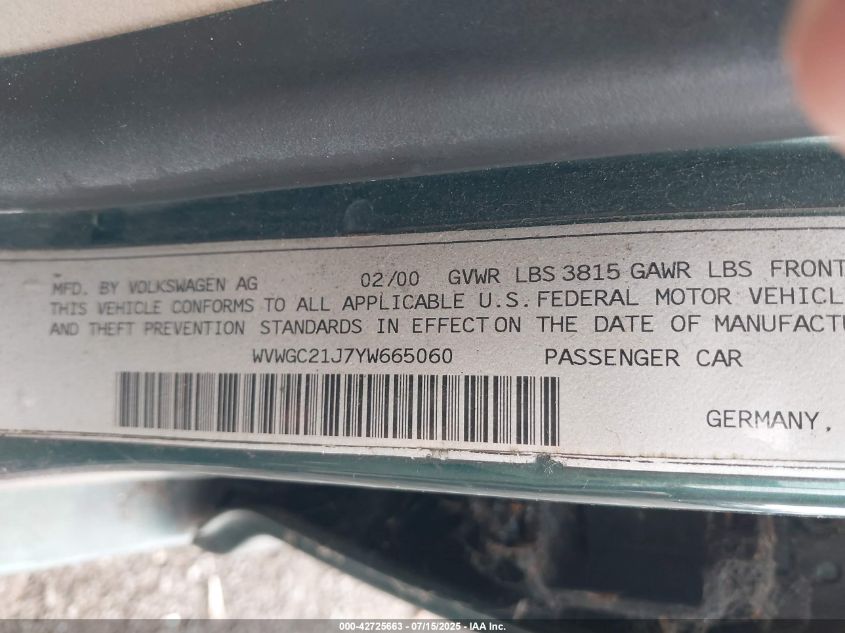 MFD. BY VOLKSWAGEN AG 02/00 GVWR LBS 3815 GAWR LBS FRONT
THIS VEHICLE CONFORMS TO ALL APPLICABLE U.S. FEDERAL MOTOR VEHICL
AND THEFT PREVENTION STANDARDS IN EFFECT ON THE DATE OF MANUFACTU
WVWGC21J7YW665060 PASSENGER CAR
GERMANY,
000-42725663 - 07/15/2025 - IAA Inc.